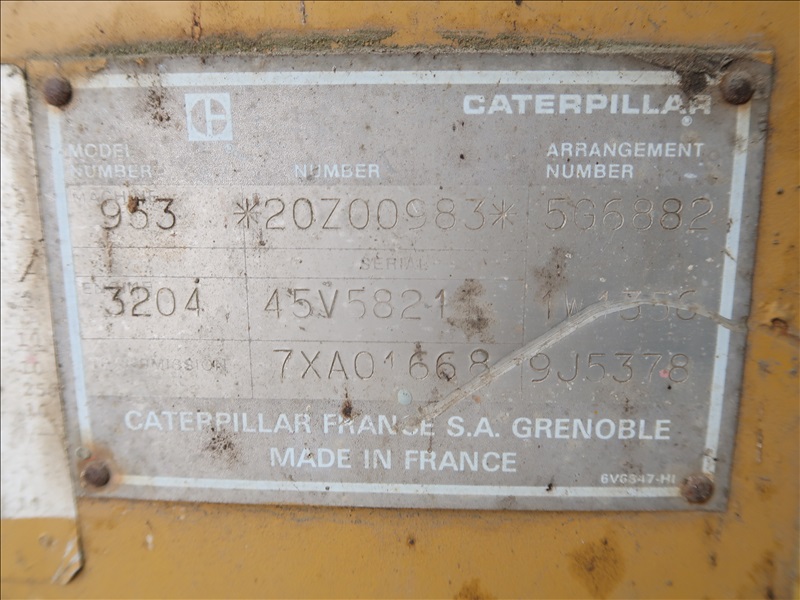 CATERPILLAR
MODEL NUMBER NUMBER ARRANGEMENT NUMBER
953 *20Z00983* 5G6882
SERIAL
3204
TRANSMISSION 7XA01668 9J5378
CATERPILLAR FRANCE S.A. GRENOBLE
MADE IN FRANCE